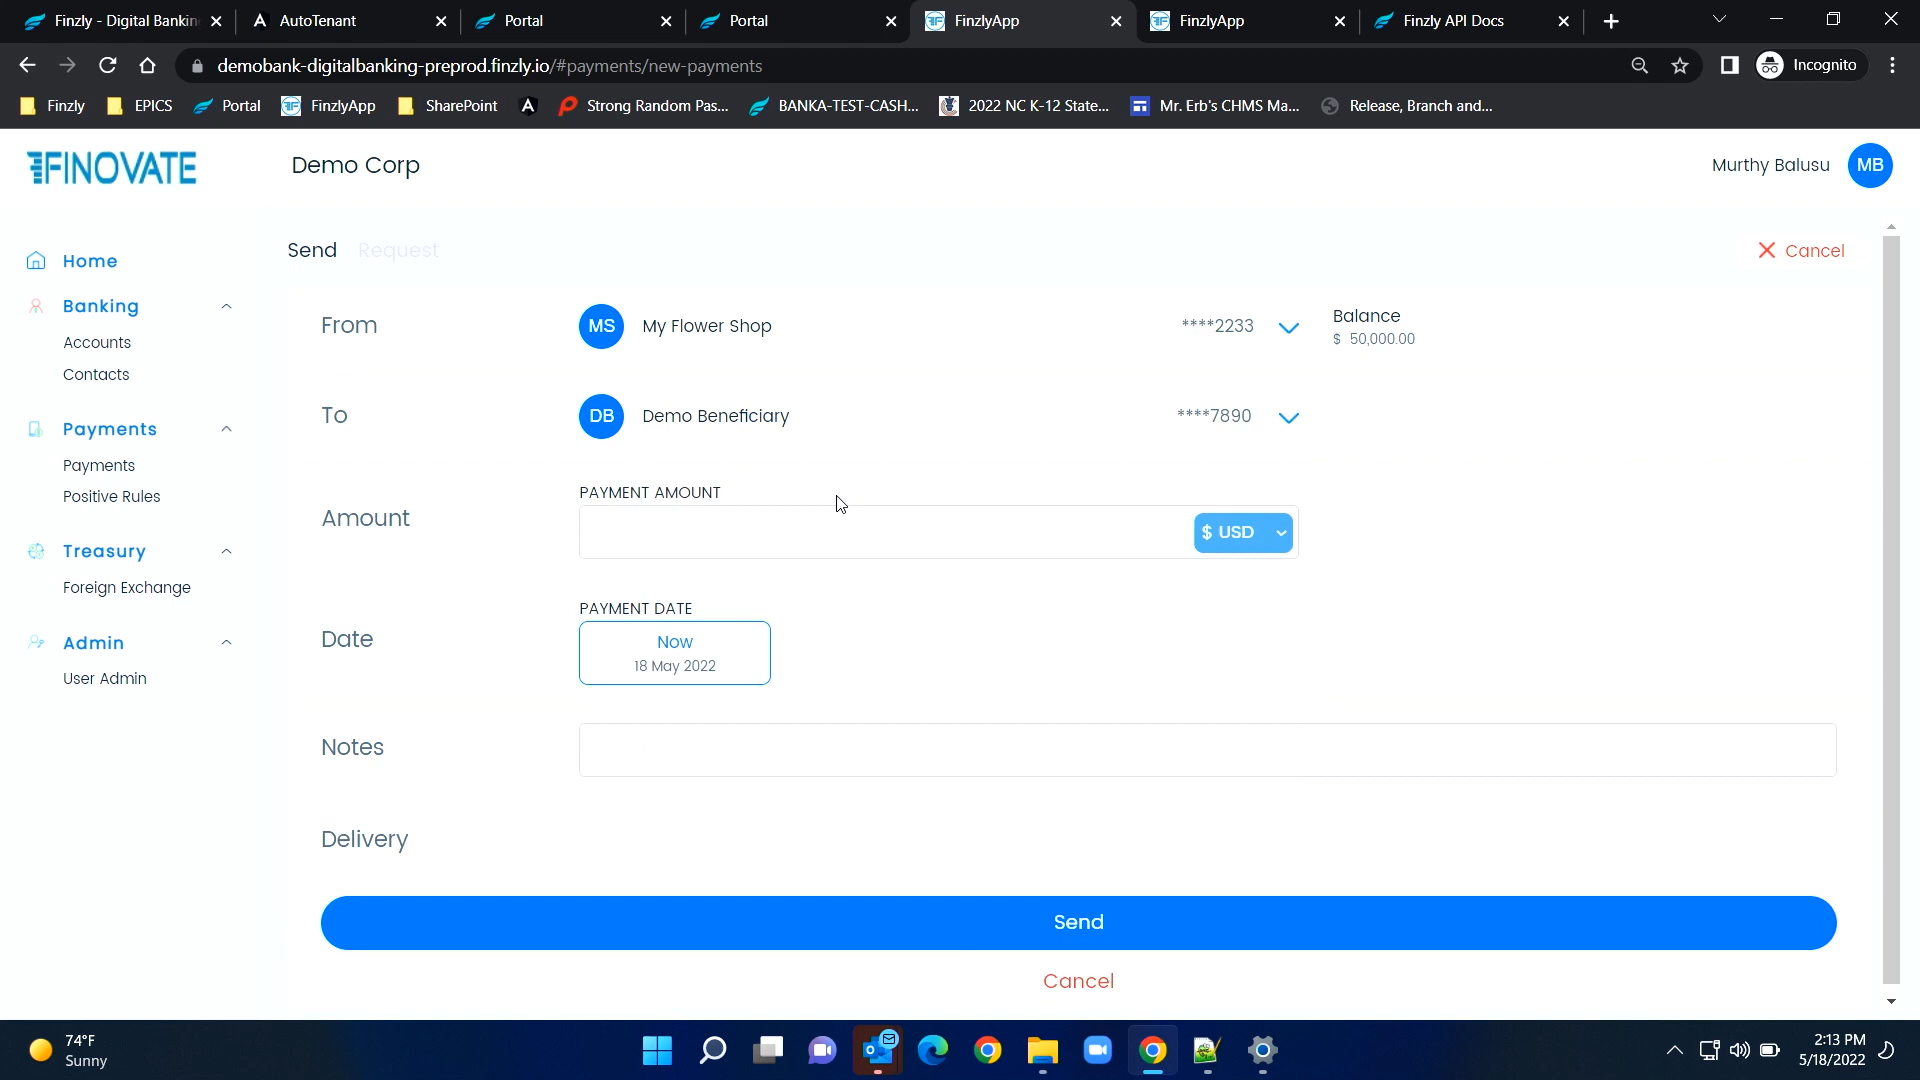 Finzly - Digital Bankin
AutoTenant
Portal
Portal
FinzlyApp
FinzlyApp
Finzly API Docs
demobank-digitalbanking-preprod.finzly.io/#payments/new-payments
Incognito
Finzly
EPICS
Portal
FinzlyApp
SharePoint
Strong Random Pas...
BANKA-TEST-CASH...
2022 NC K-12 State...
Mr. Erb's CHMS Ma...
Release, Branch and...
FINOVATE
Demo Corp
Murthy Balusu
MB
Home
Banking
Accounts
Contacts
Payments
Payments
Positive Rules
Treasury
Foreign Exchange
Admin
User Admin
Send Request
Cancel
From
MS
My Flower Shop
****2233
Balance
$ 50,000.00
To
DB
Demo Beneficiary
****7890
Amount
PAYMENT AMOUNT
$ USD
Date
PAYMENT DATE
Now
18 May 2022
Notes
Delivery
Send
Cancel
74°F
Sunny
2:13 PM
5/18/2022